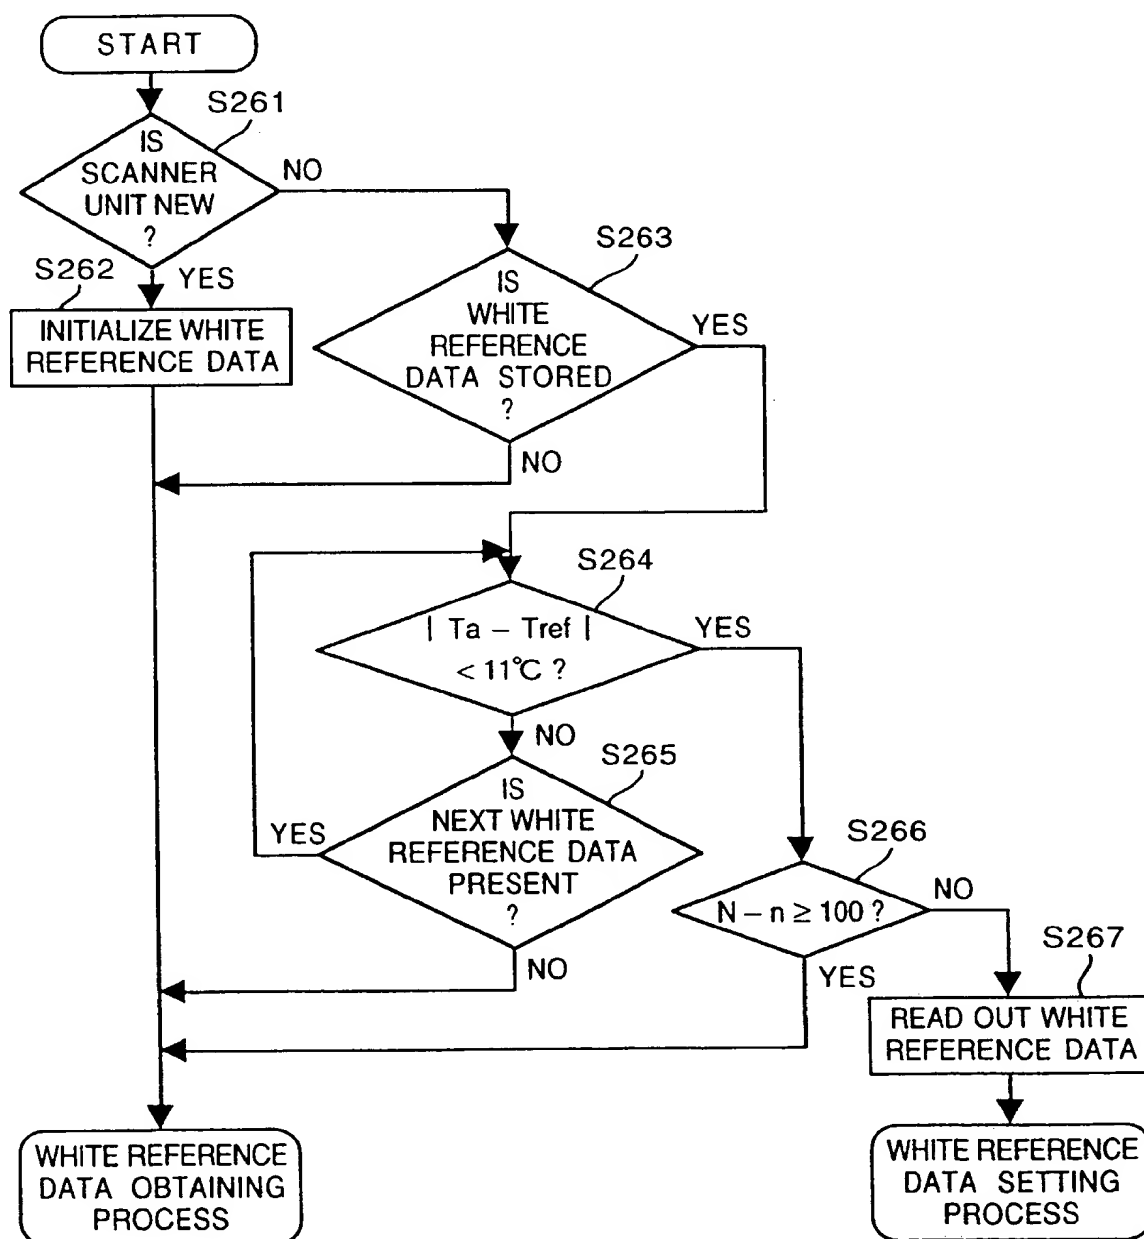 START
S261
IS
SCANNER
UNIT NEW
?
NO
S262
YES
INITIALIZE WHITE
REFERENCE DATA
S263
IS
WHITE
REFERENCE
DATA STORED
?
YES
NO
S264
| Ta – Tref |
< 11℃ ?
YES
NO
S265
IS
NEXT WHITE
REFERENCE DATA
PRESENT
?
YES
NO
S266
N – n ≥ 100 ?
NO
YES
S267
READ OUT WHITE
REFERENCE DATA
WHITE REFERENCE
DATA OBTAINING
PROCESS
WHITE REFERENCE
DATA SETTING
PROCESS